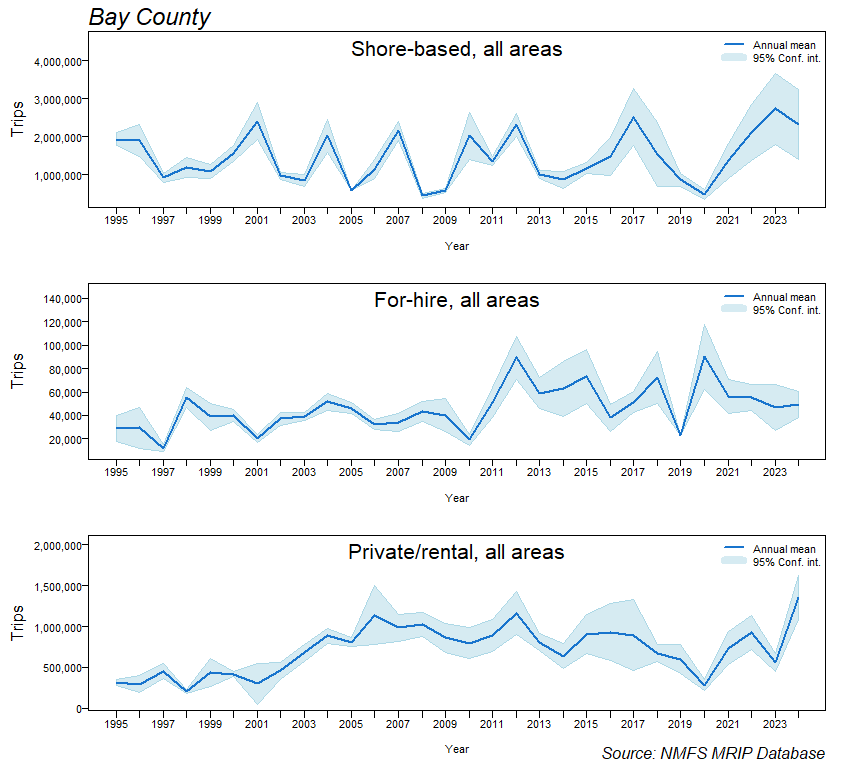 Bay County
Shore-based, all areas
Annual mean
95% Conf. int.
Trips
4,000,000
3,000,000
2,000,000
1,000,000
1995 1997 1999 2001 2003 2005 2007 2009 2011 2013 2015 2017 2019 2021 2023
Year
For-hire, all areas
Annual mean
95% Conf. int.
Trips
140,000
120,000
100,000
80,000
60,000
40,000
20,000
1995 1997 1999 2001 2003 2005 2007 2009 2011 2013 2015 2017 2019 2021 2023
Year
Private/rental, all areas
Annual mean
95% Conf. int.
Trips
2,000,000
1,500,000
1,000,000
500,000
0
1995 1997 1999 2001 2003 2005 2007 2009 2011 2013 2015 2017 2019 2021 2023
Year
Source: NMFS MRIP Database